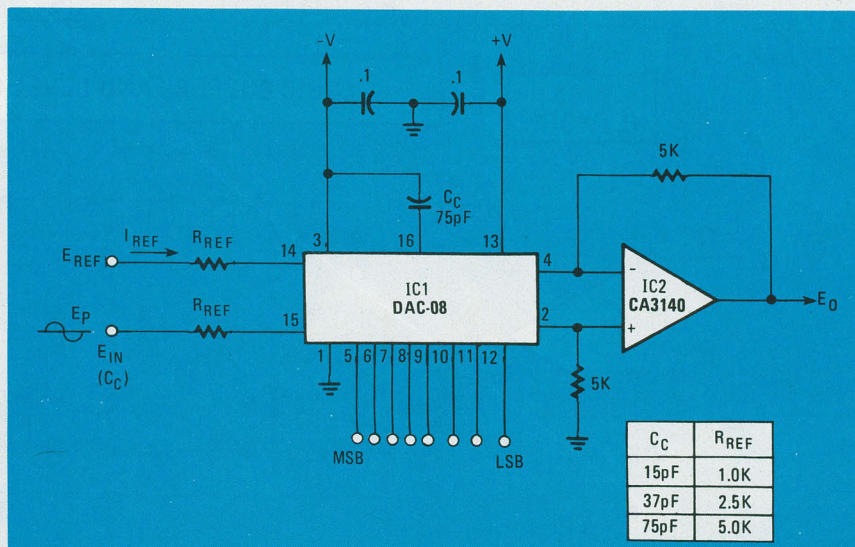 -V
+V
.1
.1
5K
CC
75pF
IREF
RREF
EREF
14
3
16
13
4
IC1
DAC-08
-
IC2
CA3140
EO
EP
RREF
15
2
+
EIN
(CC)
1
5
6
7
8
9
10
11
12
5K
MSB
LSB
CC RREF
15pF 1.0K
37pF 2.5K
75pF 5.0K